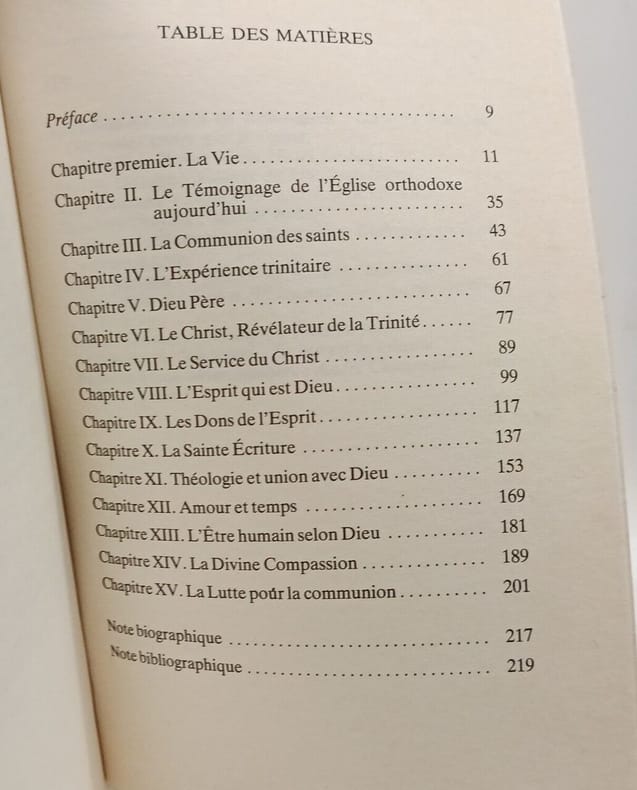 TABLE DES MATIÈRES
Préface ........................................ 9
Chapitre premier. La Vie ......................... 11
Chapitre II. Le Témoignage de l'Église orthodoxe
aujourd'hui ........................ 35
Chapitre III. La Communion des saints ............. 43
Chapitre IV. L'Expérience trinitaire ............... 61
Chapitre V. Dieu Père ........................... 67
Chapitre VI. Le Christ, Révélateur de la Trinité ...... 77
Chapitre VII. Le Service du Christ ................. 89
Chapitre VIII. L'Esprit qui est Dieu ................ 99
Chapitre IX. Les Dons de l'Esprit .................. 117
Chapitre X. La Sainte Écriture .................... 137
Chapitre XI. Théologie et union avec Dieu .......... 153
Chapitre XII. Amour et temps .................... 169
Chapitre XIII. L'Être humain selon Dieu ........... 181
Chapitre XIV. La Divine Compassion .............. 189
Chapitre XV. La Lutte pour la communion .......... 201
Note biographique .............................. 217
Note bibliographique ............................ 219